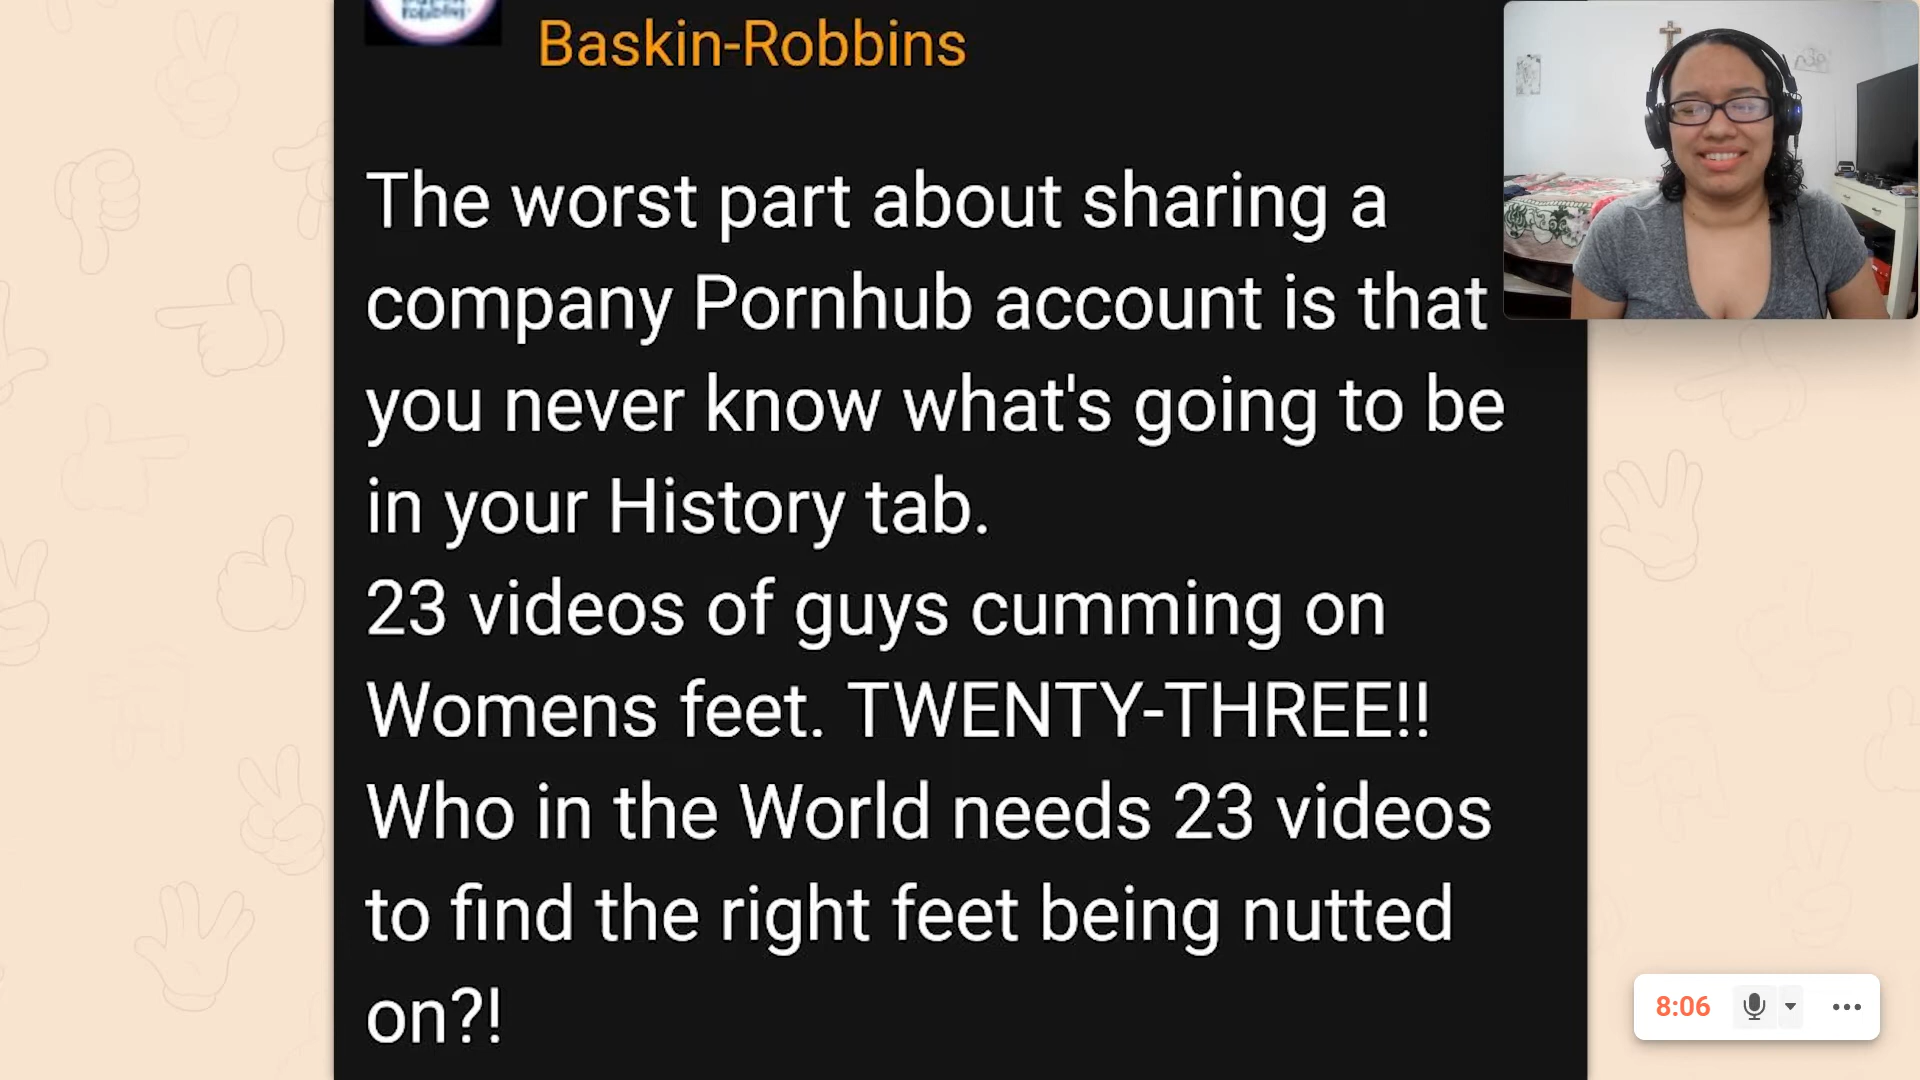 Baskin-Robbins
The worst part about sharing a
company Pornhub account is that
you never know what's going to be
in your History tab.
23 videos of guys cumming on
Womens feet. TWENTY-THREE!!
Who in the World needs 23 videos
to find the right feet being nutted
on?!
8:06